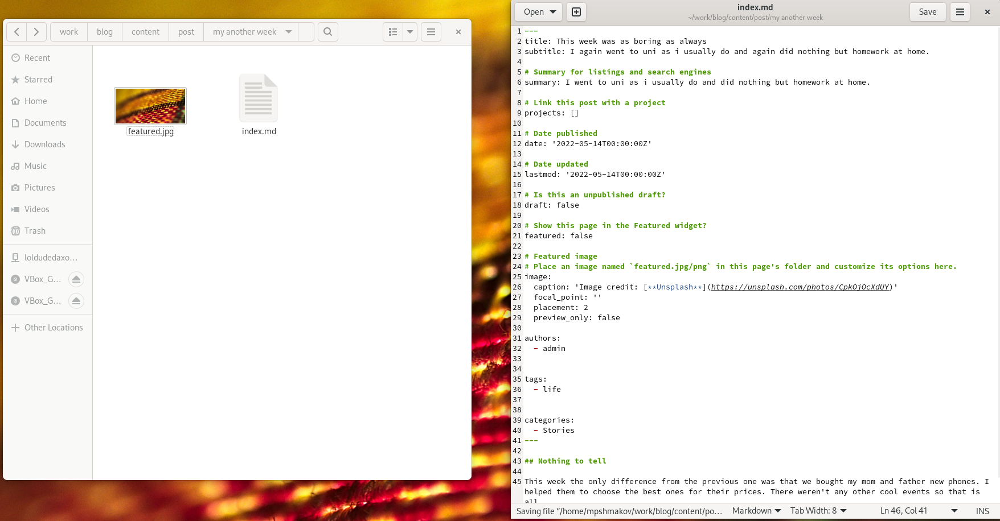 work
blog
content
post
my another week
Recent
Starred
Home
Documents
Downloads
Music
Pictures
Videos
Trash
loldudedaxo...
VBox_G...
VBox_G...
Other Locations
featured.jpg
index.md
Open
index.md
~/work/blog/content/post/my another week
Save
1 ---
2 title: This week was as boring as always
3 subtitle: I again went to uni as i usually do and again did nothing but homework at home.
4
5 # Summary for listings and search engines
6 summary: I went to uni as i usually do and did nothing but homework at home.
7
8 # Link this post with a project
9 projects: []
10
11 # Date published
12 date: '2022-05-14T00:00:00Z'
13
14 # Date updated
15 lastmod: '2022-05-14T00:00:00Z'
16
17 # Is this an unpublished draft?
18 draft: false
19
20 # Show this page in the Featured widget?
21 featured: false
22
23 # Featured image
24 # Place an image named `featured.jpg/png` in this page's folder and customize its options here.
25 image:
26   caption: 'Image credit: [**Unsplash**](https://unsplash.com/photos/CpkOjOcXdUY)'
27   focal_point: ''
28   placement: 2
29   preview_only: false
30
31 authors:
32   - admin
33
34
35 tags:
36   - life
37
38
39 categories:
40   - Stories
41 ---
42
43 ## Nothing to tell
44
45 This week the only difference from the previous one was that we bought my mom and father new phones. I
helped them to choose the best ones for their prices. There weren't any other cool events so that is
all
Saving file “/home/mpshmakov/work/blog/content/po...
Markdown
Tab Width: 8
Ln 46, Col 41
INS